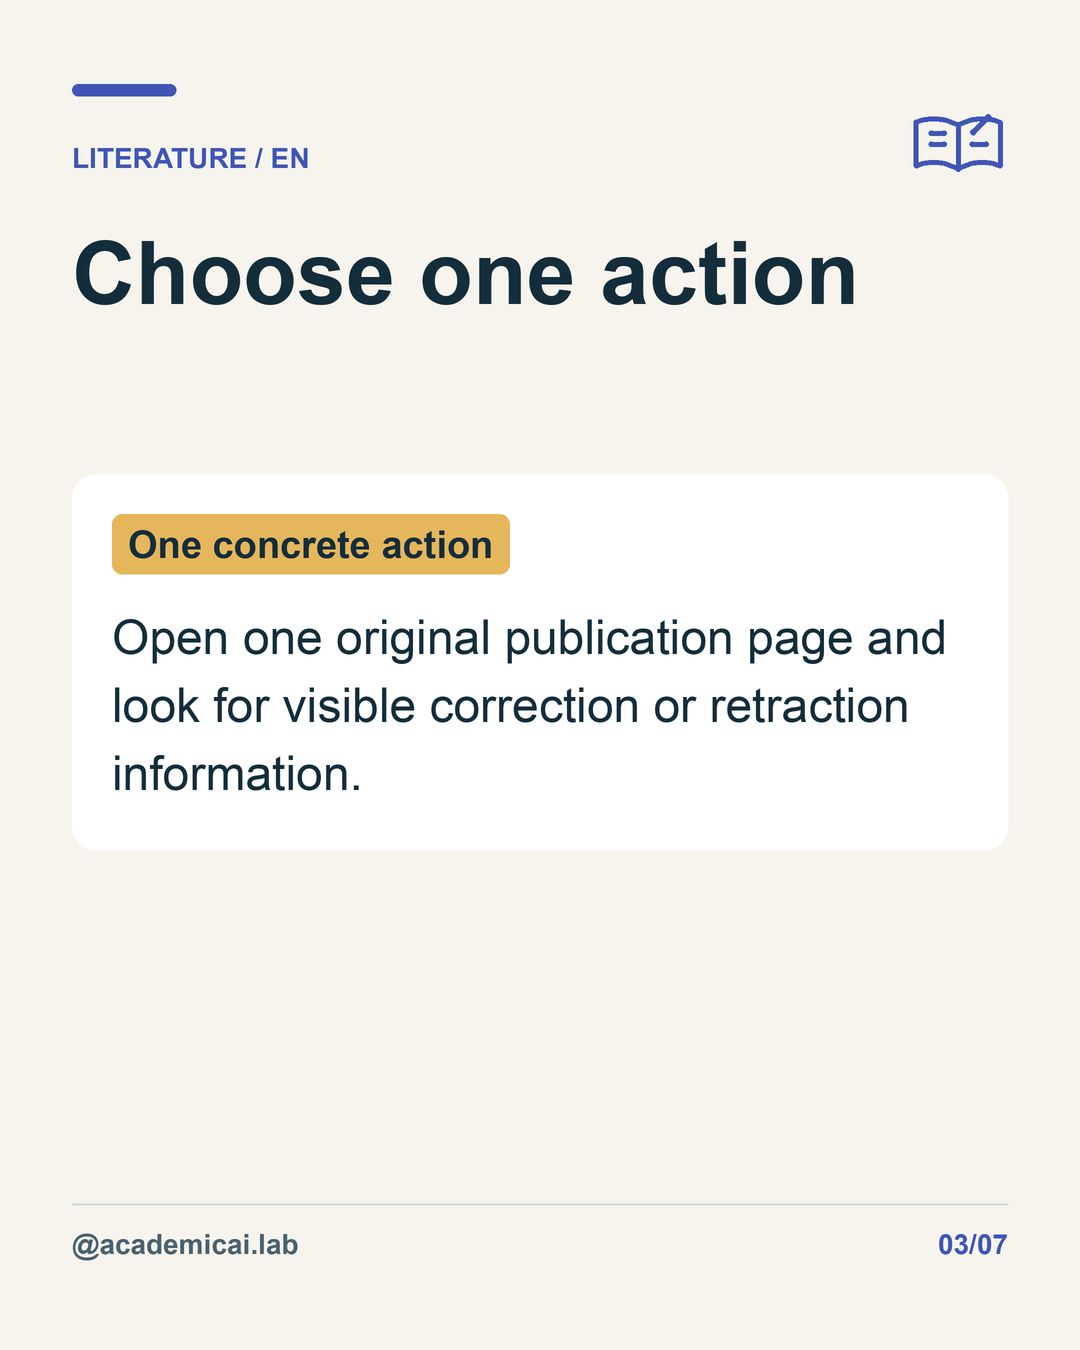 LITERATURE / EN
Choose one action
One concrete action
Open one original publication page and
look for visible correction or retraction
information.
@academicai.lab
03/07